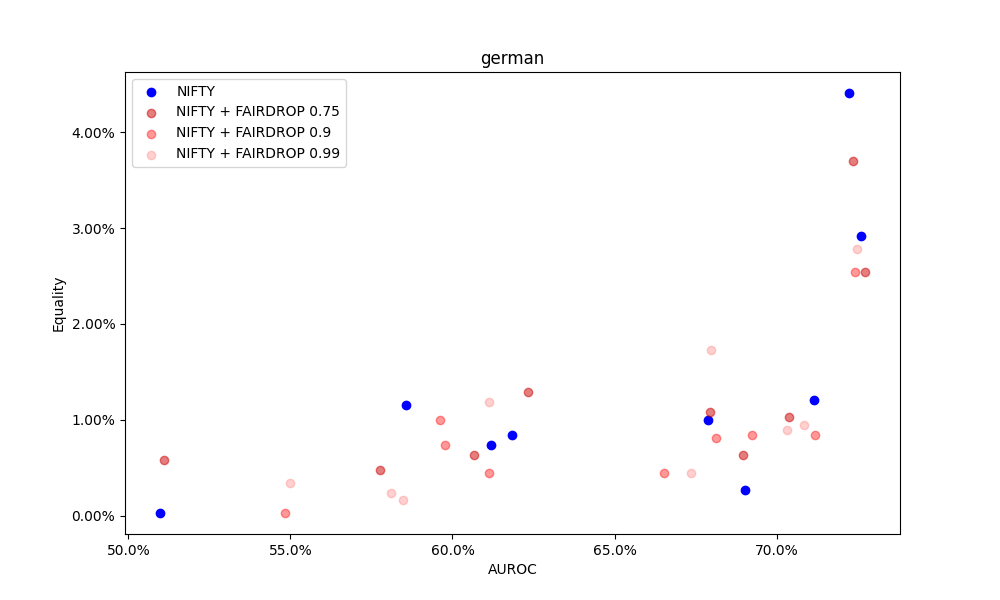 german
NIFTY
NIFTY + FAIRDROP 0.75
NIFTY + FAIRDROP 0.9
NIFTY + FAIRDROP 0.99
Equality
4.00%
3.00%
2.00%
1.00%
0.00%
50.0% 55.0% 60.0% 65.0% 70.0%
AUROC